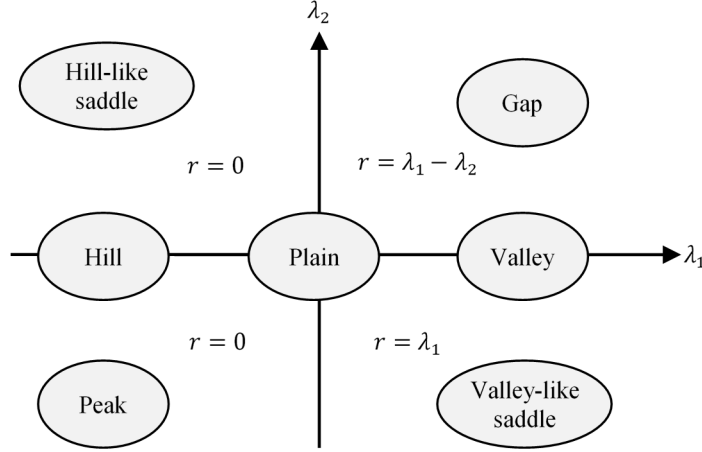 λ₂
Hill-like
saddle
Gap
r = 0
r = λ₁ − λ₂
Hill
Plain
Valley
λ₁
r = 0
r = λ₁
Peak
Valley-like
saddle